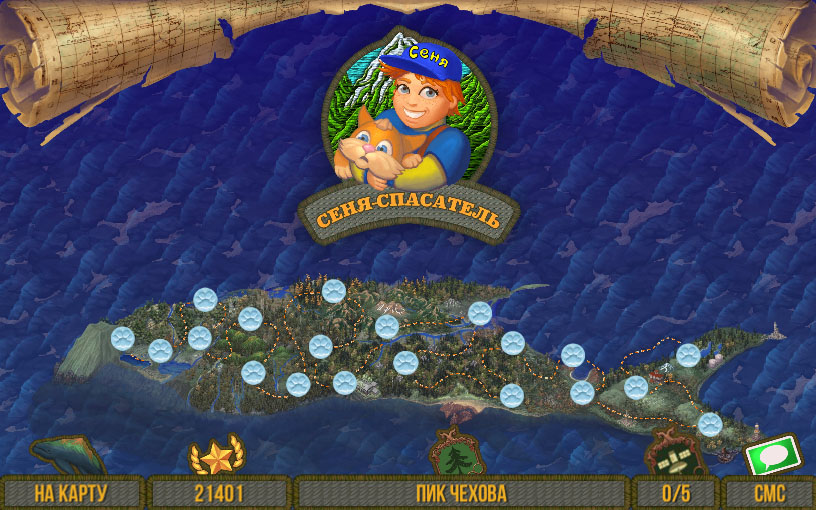 Сеня
СЕНЯ-СПАСАТЕЛЬ
НА КАРТУ
21401
ПИК ЧЕХОВА
0/5
СМС